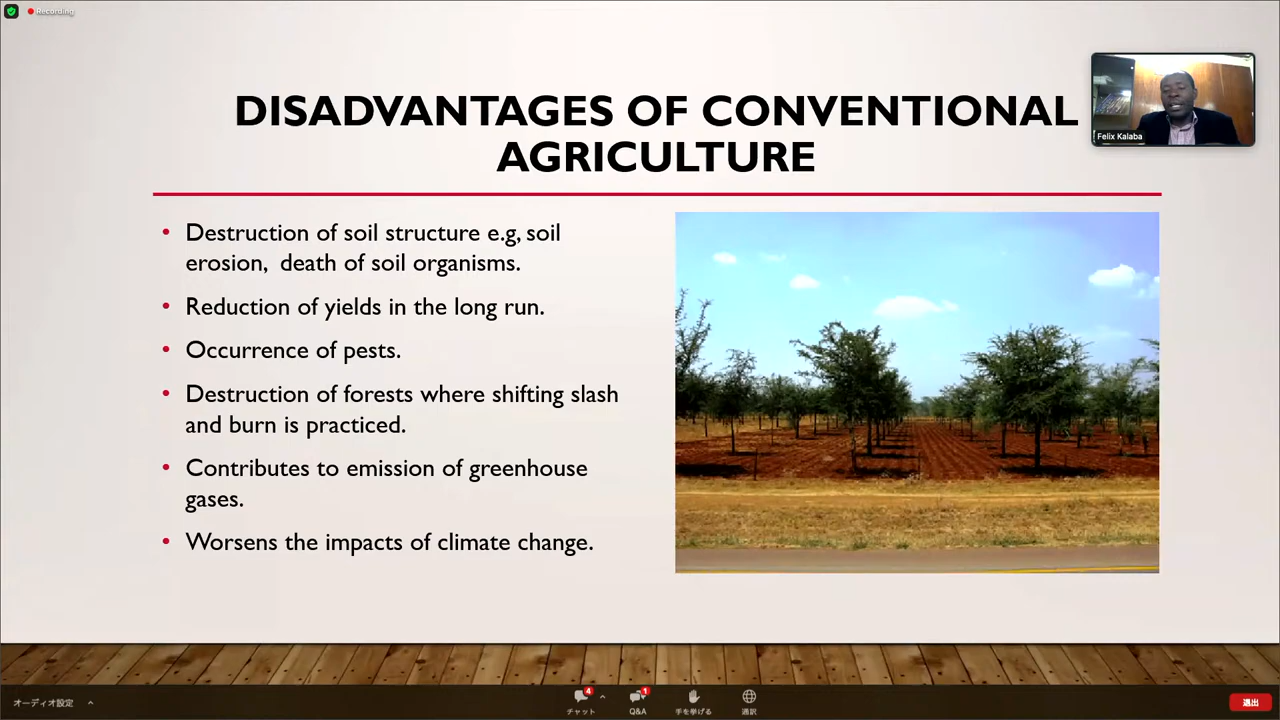 Recording
DISADVANTAGES OF CONVENTIONAL
AGRICULTURE
Felix Kalaba
• Destruction of soil structure e.g, soil
erosion,  death of soil organisms.
• Reduction of yields in the long run.
• Occurrence of pests.
• Destruction of forests where shifting slash
and burn is practiced.
• Contributes to emission of greenhouse
gases.
• Worsens the impacts of climate change.
オーディオ設定
4
チャット
1
Q&A
手を挙げる
通訳
退出